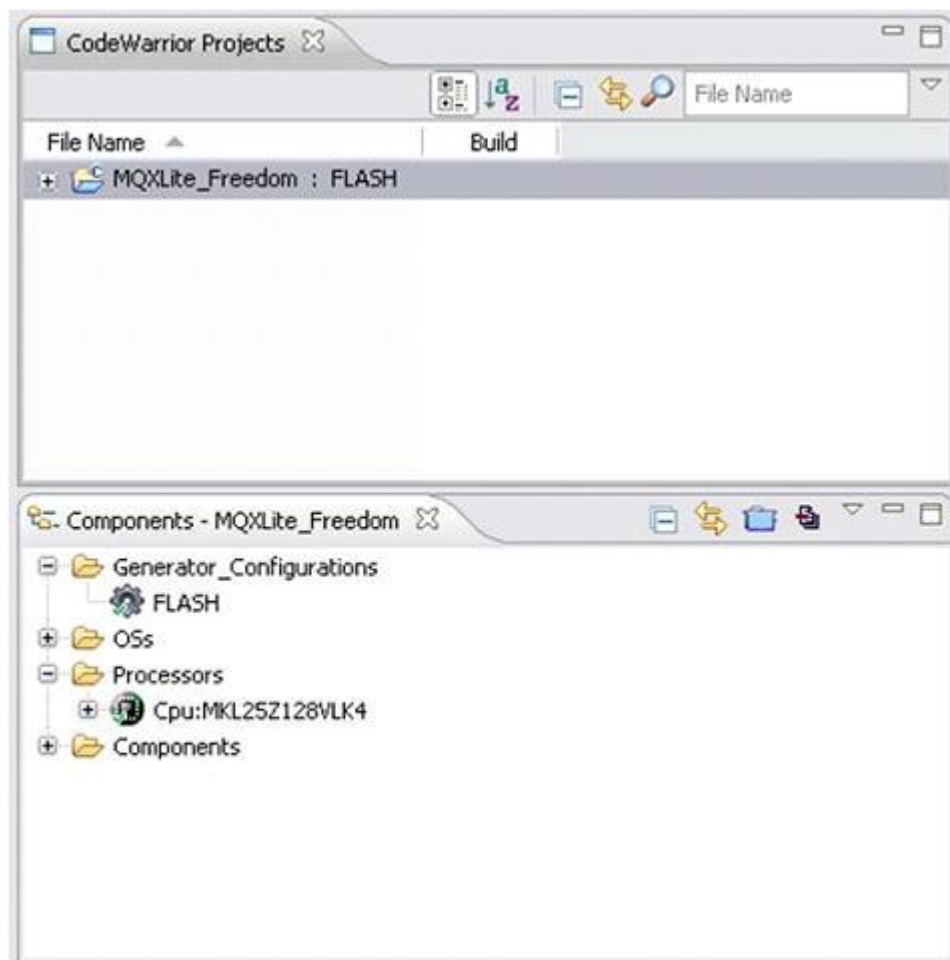 CodeWarrior Projects
File Name
File Name Build
MQXLite_Freedom : FLASH
Components - MQXLite_Freedom
Generator_Configurations
FLASH
OSs
Processors
Cpu:MKL25Z128VLK4
Components